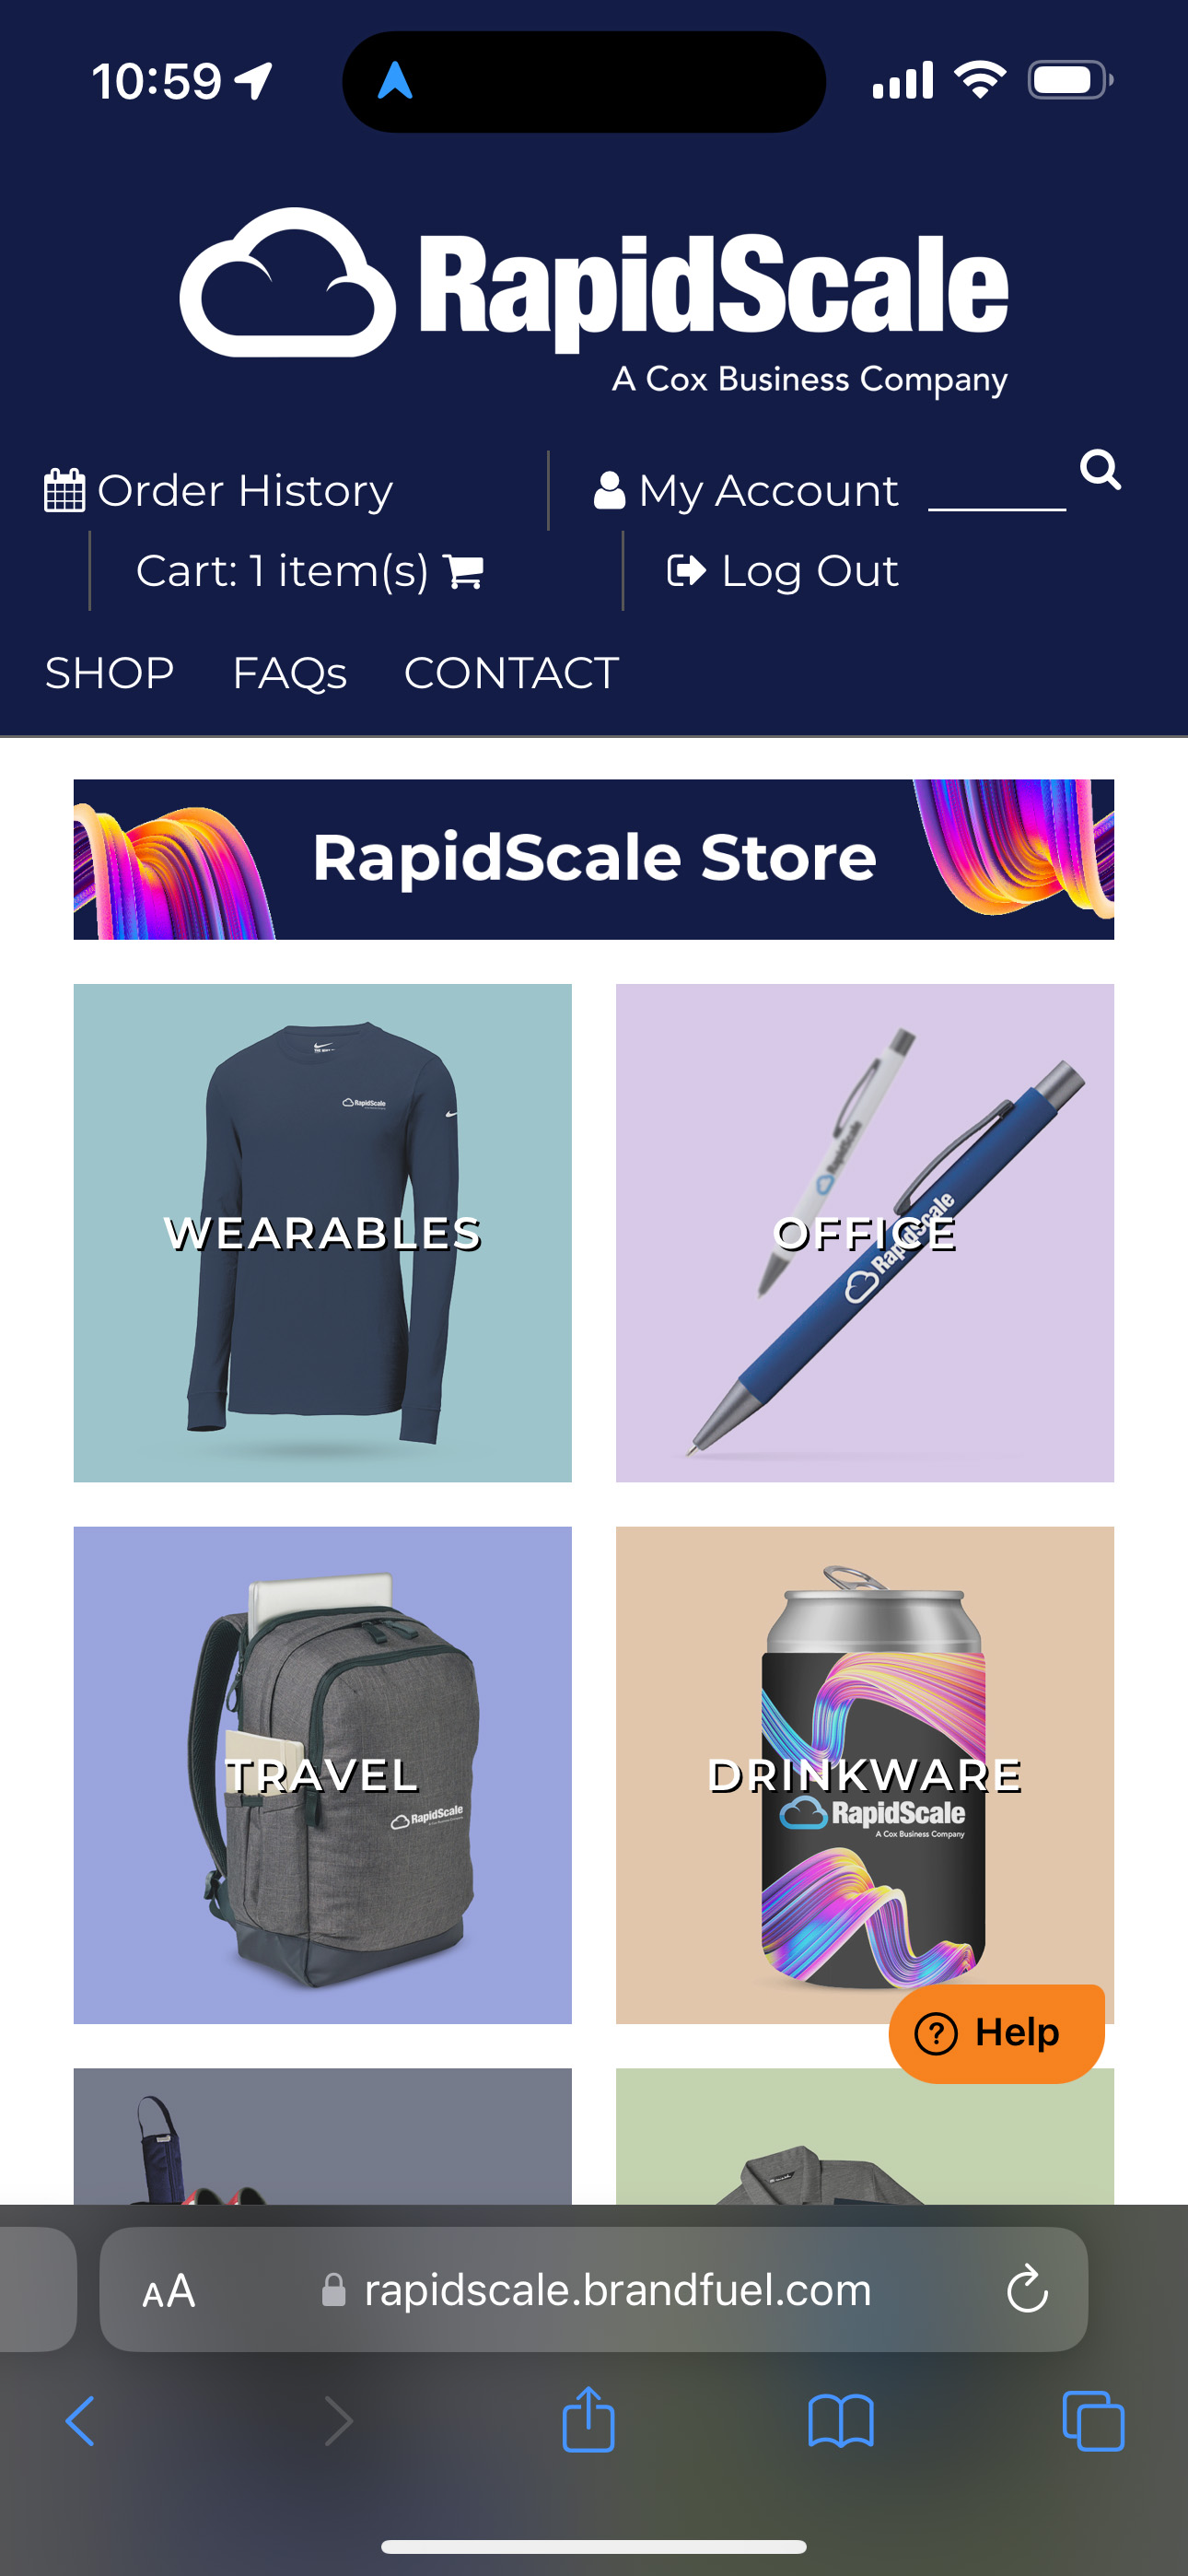 10:59
RapidScale
A Cox Business Company
Order History
My Account
Cart: 1 item(s)
Log Out
SHOP FAQs CONTACT
RapidScale Store
RapidScale
WEARABLES
RapidScale
OFFICE
RapidScale
TRAVEL
RapidScale
DRINKWARE
RapidScale
A Cox Business Company
? Help
AA rapidscale.brandfuel.com